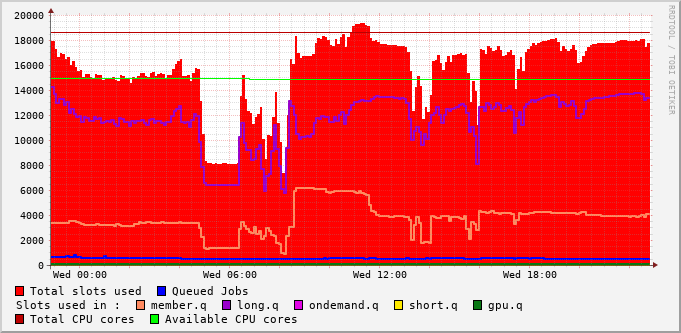 20000
18000
16000
14000
12000
10000
8000
6000
4000
2000
0
Wed 00:00 Wed 06:00 Wed 12:00 Wed 18:00
RRDTOOL / TOBI OETIKER
Total slots used Queued Jobs
Slots used in : member.q long.q ondemand.q short.q gpu.q
Total CPU cores Available CPU cores